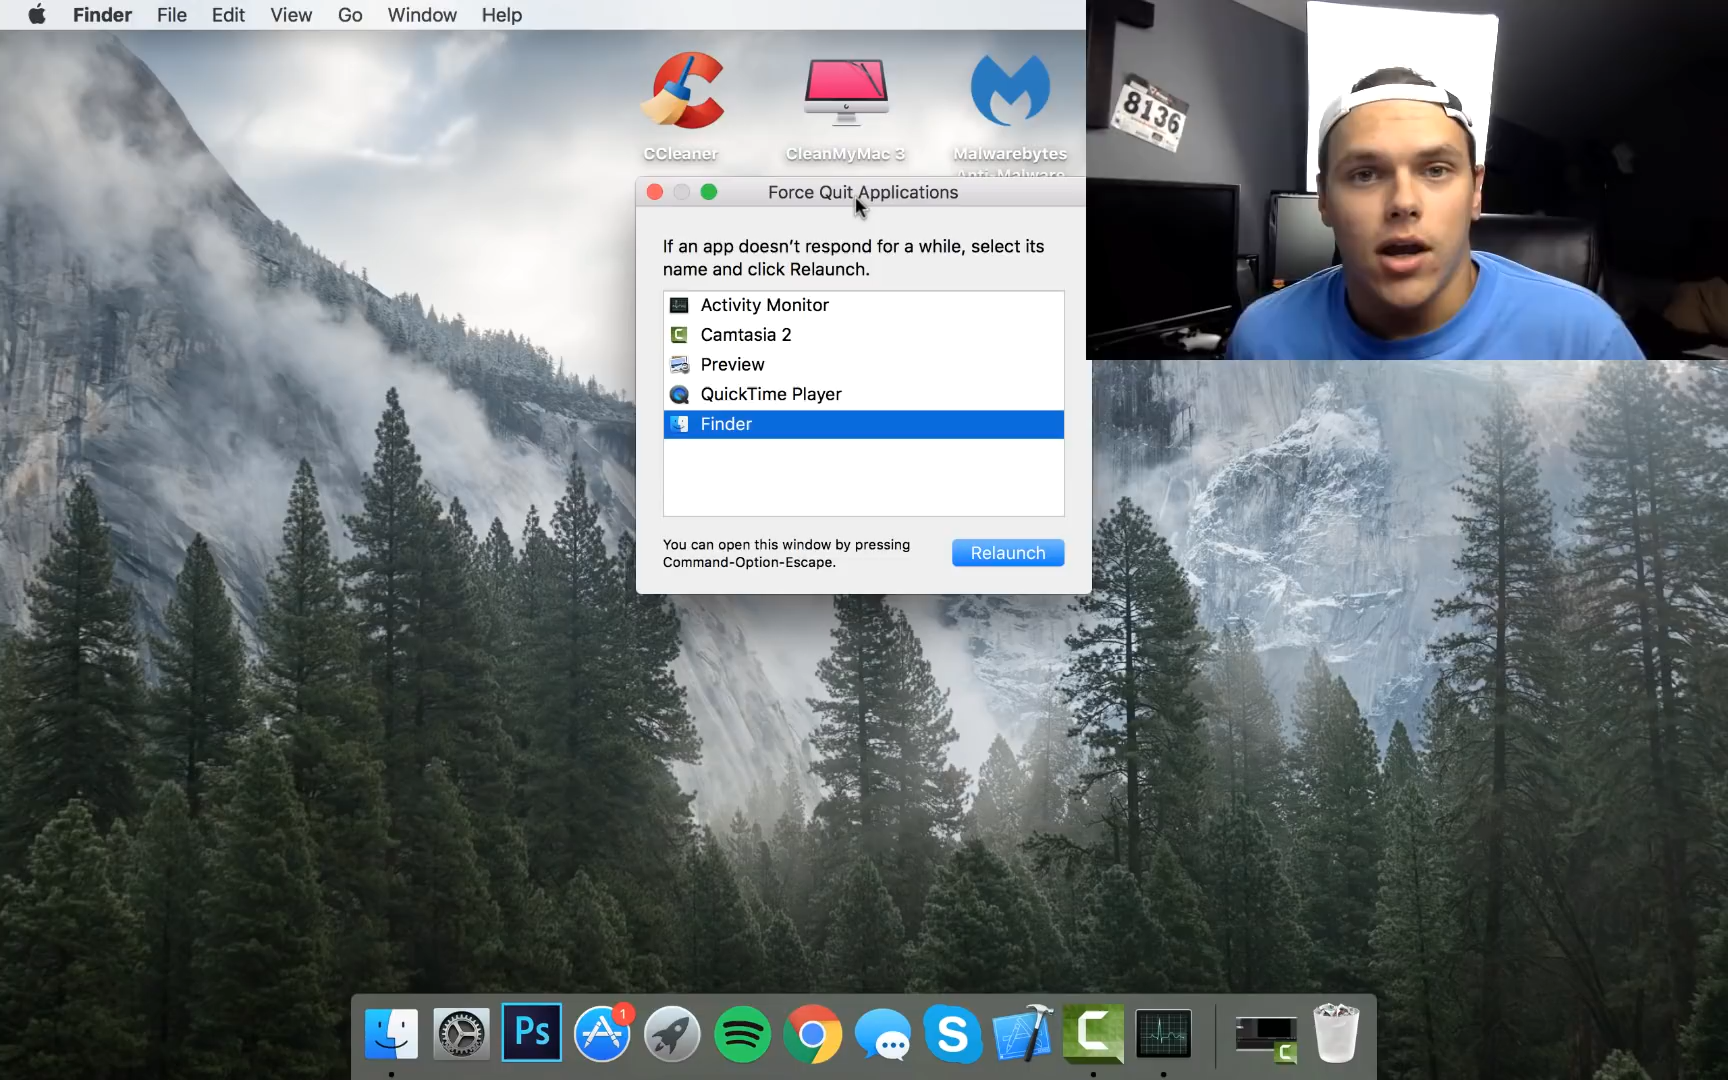 Finder File Edit View Go Window Help
CCleaner
CleanMyMac 3
Malwarebytes
Anti-Malware
8136
Force Quit Applications
If an app doesn’t respond for a while, select its
name and click Relaunch.
Activity Monitor
Camtasia 2
Preview
QuickTime Player
Finder
You can open this window by pressing
Command-Option-Escape.
Relaunch
Ps
1